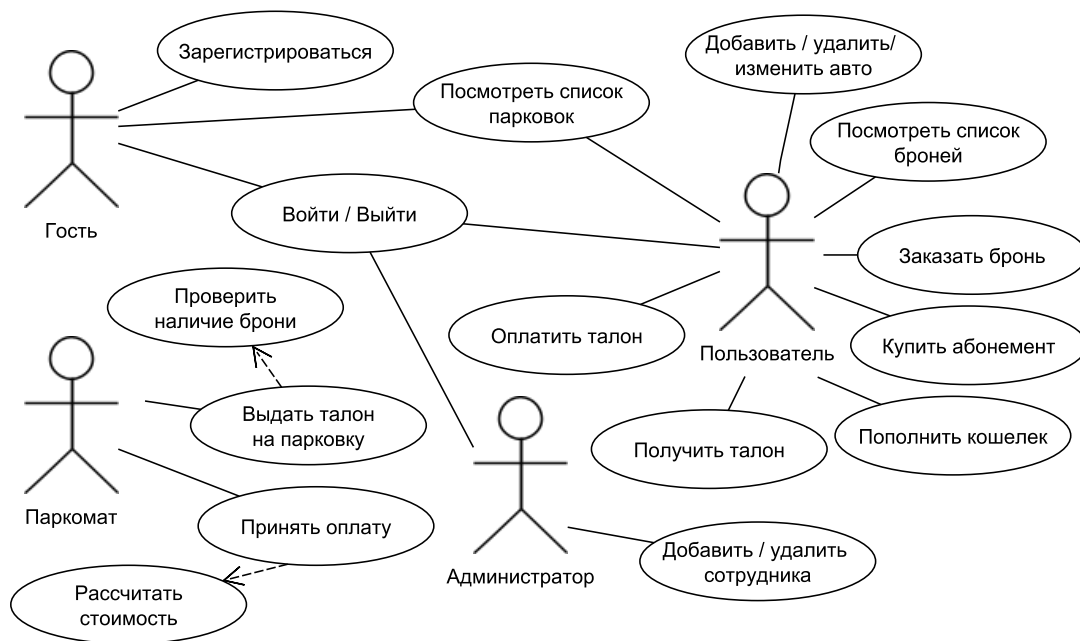 Зарегистрироваться
Добавить / удалить/
изменить авто
Посмотреть список
парковок
Посмотреть список
броней
Гость
Войти / Выйти
Заказать бронь
Проверить
наличие брони
Оплатить талон
Пользователь
Купить абонемент
Выдать талон
на парковку
Получить талон
Пополнить кошелек
Паркомат
Принять оплату
Добавить / удалить
сотрудника
Администратор
Рассчитать
стоимость